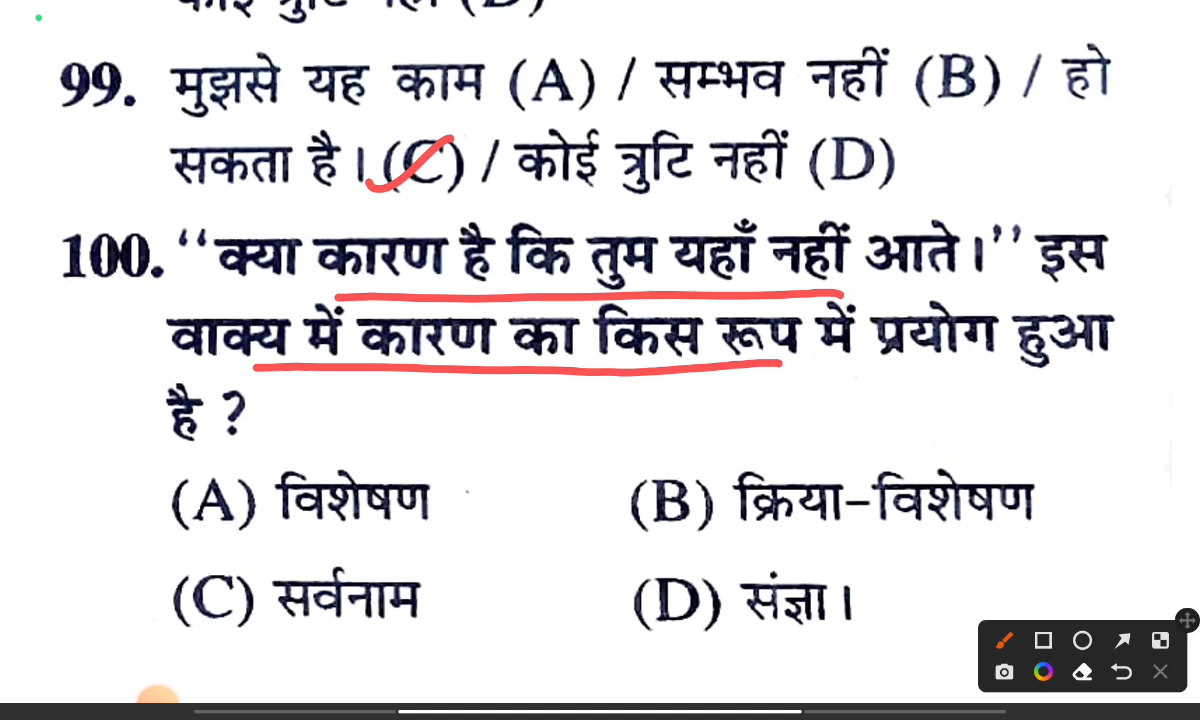 99. मुझसे यह काम (A) / सम्भव नहीं (B) / हो
सकता है। (C) / कोई त्रुटि नहीं (D)
100. ‘‘क्या कारण है कि तुम यहाँ नहीं आते।’’ इस
वाक्य में कारण का किस रूप में प्रयोग हुआ
है ?
(A) विशेषण (B) क्रिया-विशेषण
(C) सर्वनाम (D) संज्ञा।